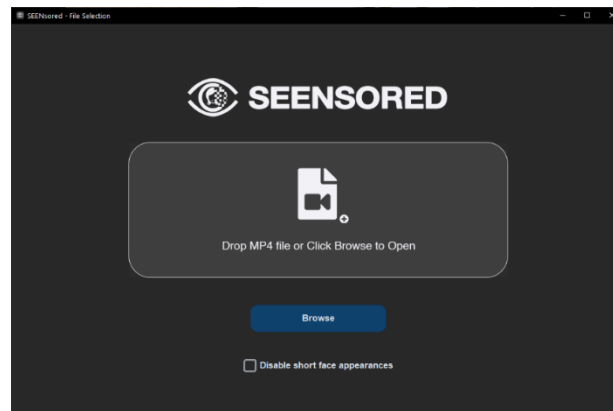 SEENsored - File Selection
SEENSORED
Drop MP4 file or Click Browse to Open
Browse
Disable short face appearances